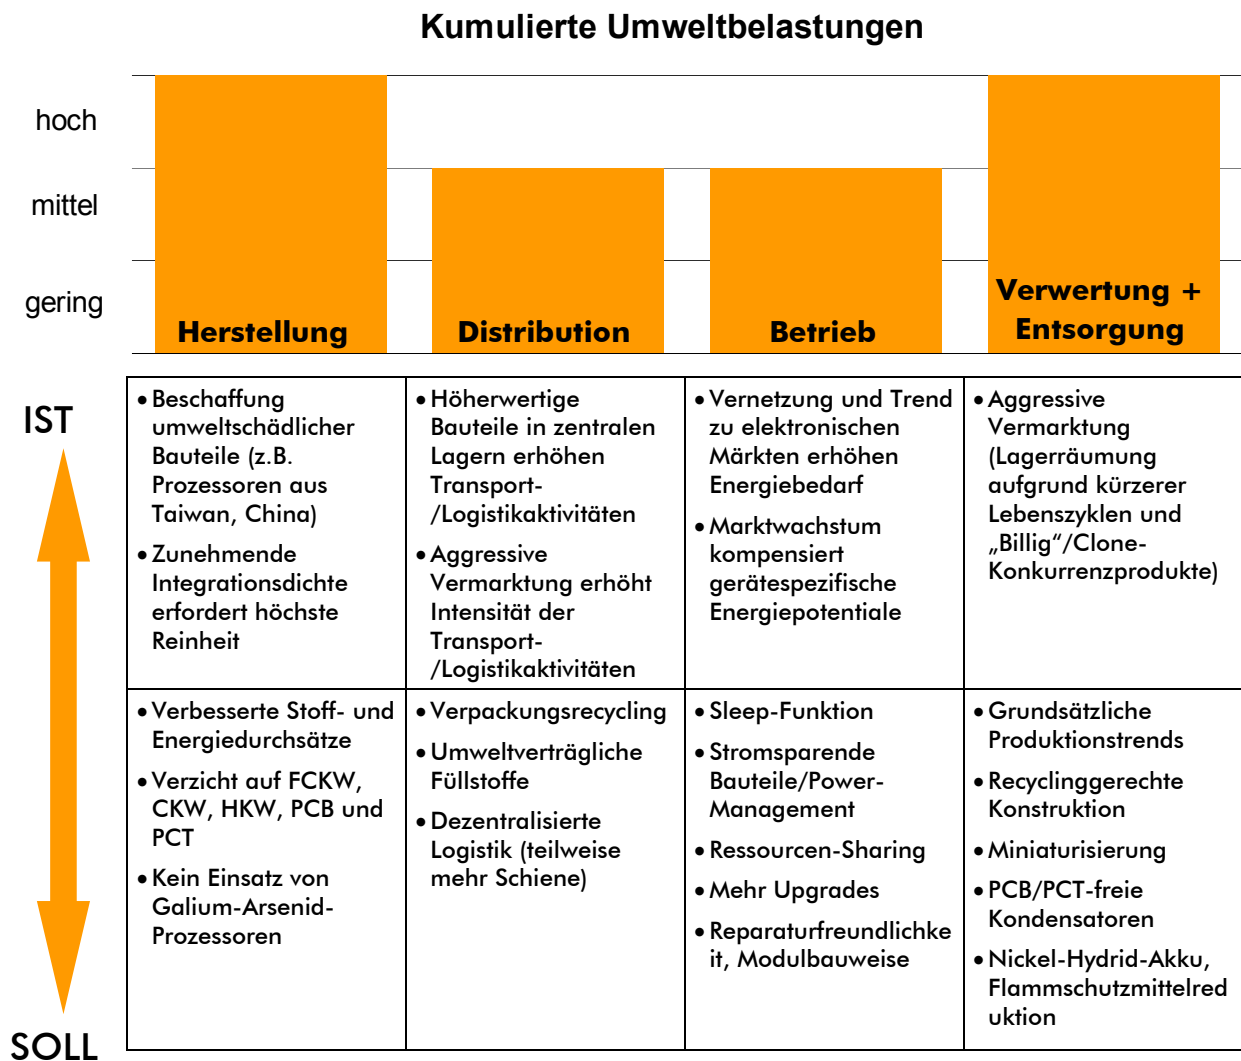 Kumulierte Umweltbelastungen
hoch
mittel
gering
Herstellung
Distribution
Betrieb
Verwertung +
Entsorgung
IST
• Beschaffung
umweltschädlicher
Bauteile (z.B.
Prozessoren aus
Taiwan, China)
• Zunehmende
Integrationsdichte
erfordert höchste
Reinheit
• Höherwertige
Bauteile in zentralen
Lagern erhöhen
Transport-
/Logistikaktivitäten
• Aggressive
Vermarktung erhöht
Intensität der
Transport-
/Logistikaktivitäten
• Vernetzung und Trend
zu elektronischen
Märkten erhöhen
Energiebedarf
• Marktwachstum
kompensiert
gerätespezifische
Energiepotentiale
• Aggressive
Vermarktung
(Lagerräumung
aufgrund kürzerer
Lebenszyklen und
„Billig“/Clone-
Konkurrenzprodukte)
• Verbesserte Stoff- und
Energiedurchsätze
• Verzicht auf FCKW,
CKW, HKW, PCB und
PCT
• Kein Einsatz von
Galium-Arsenid-
Prozessoren
• Verpackungsrecycling
• Umweltverträgliche
Füllstoffe
• Dezentralisierte
Logistik (teilweise
mehr Schiene)
• Sleep-Funktion
• Stromsparende
Bauteile/Power-
Management
• Ressourcen-Sharing
• Mehr Upgrades
• Reparaturfreundlichke
it, Modulbauweise
• Grundsätzliche
Produktionstrends
• Recyclinggerechte
Konstruktion
• Miniaturisierung
• PCB/PCT-freie
Kondensatoren
• Nickel-Hydrid-Akku,
Flammschutzmittelred
uktion
SOLL